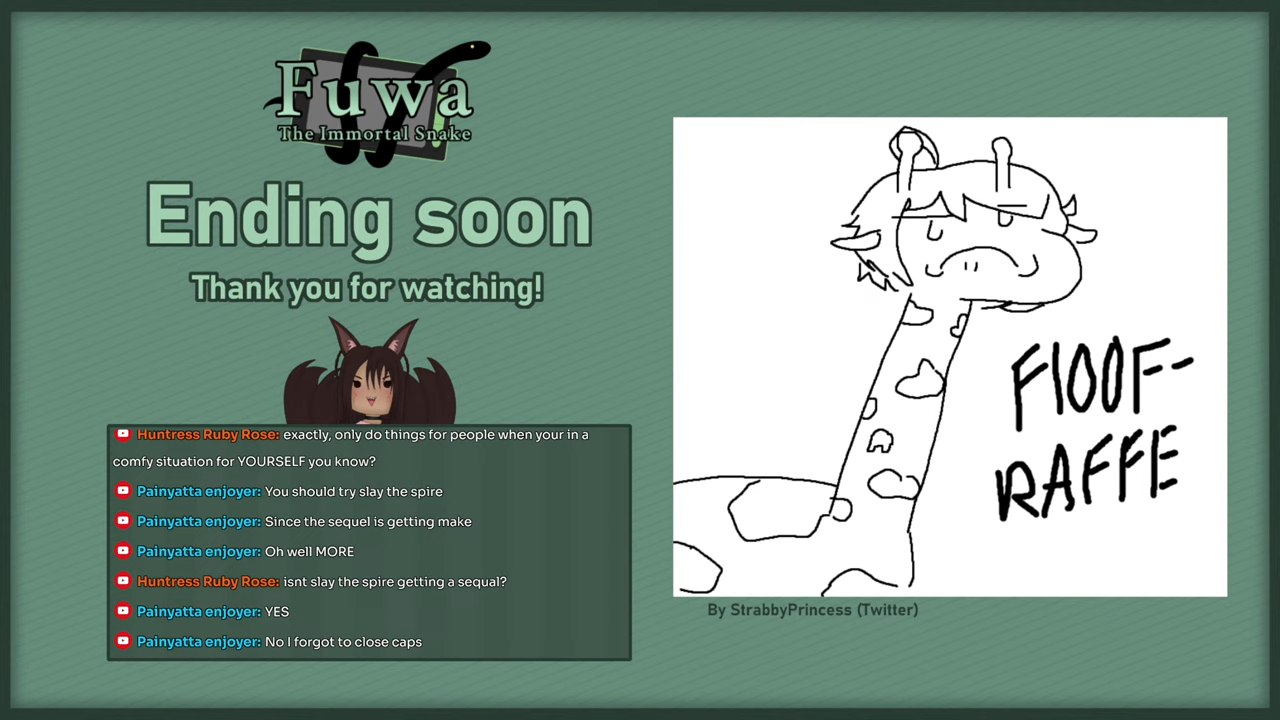 Fuwa
The Immortal Snake
Ending soon
Thank you for watching!
Huntress Ruby Rose: exactly, only do things for people when your in a
comfy situation for YOURSELF you know?
Painyatta enjoyer: You should try slay the spire
Painyatta enjoyer: Since the sequel is getting make
Painyatta enjoyer: Oh well MORE
Huntress Ruby Rose: isnt slay the spire getting a sequal?
Painyatta enjoyer: YES
Painyatta enjoyer: No I forgot to close caps
FlOOF-
RAFFE
By StrabbyPrincess (Twitter)